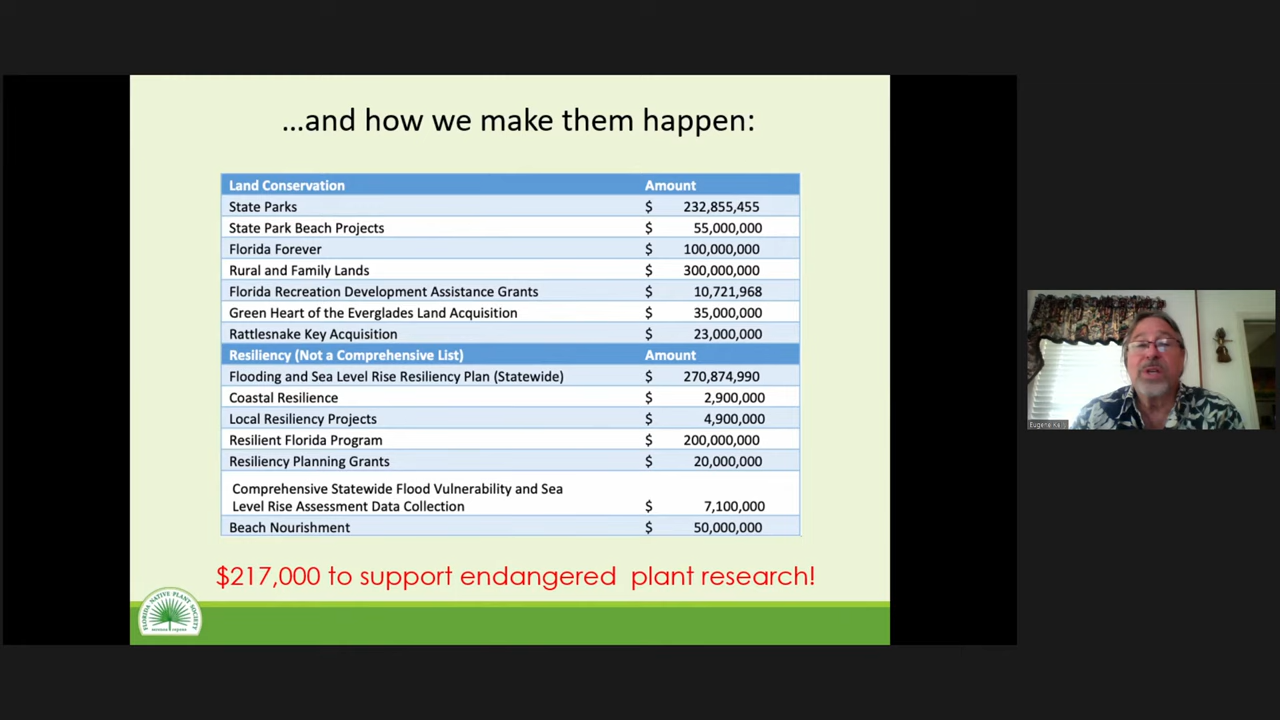 ...and how we make them happen:
Land Conservation Amount
State Parks $ 232,855,455
State Park Beach Projects $ 55,000,000
Florida Forever $ 100,000,000
Rural and Family Lands $ 300,000,000
Florida Recreation Development Assistance Grants $ 10,721,968
Green Heart of the Everglades Land Acquisition $ 35,000,000
Rattlesnake Key Acquisition $ 23,000,000
Resiliency (Not a Comprehensive List) Amount
Flooding and Sea Level Rise Resiliency Plan (Statewide) $ 270,874,990
Coastal Resilience $ 2,900,000
Local Resiliency Projects $ 4,900,000
Resilient Florida Program $ 200,000,000
Resiliency Planning Grants $ 20,000,000
Comprehensive Statewide Flood Vulnerability and Sea
Level Rise Assessment Data Collection $ 7,100,000
Beach Nourishment $ 50,000,000
$217,000 to support endangered plant research!
FLORIDA NATIVE PLANT SOCIETY
Eugene